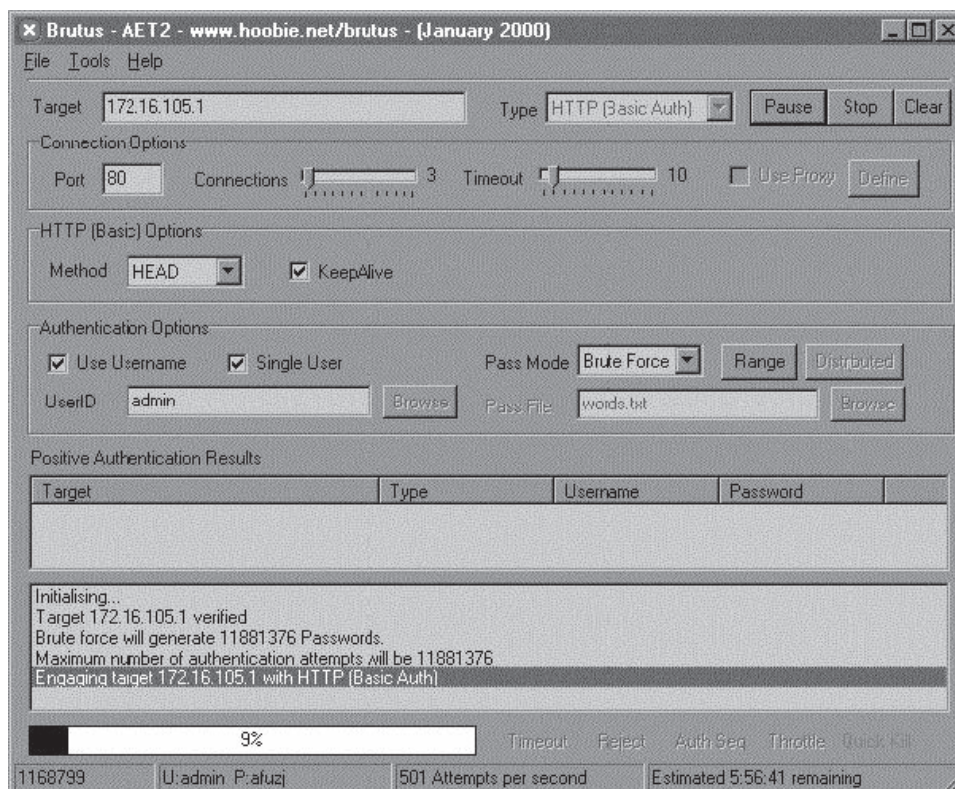 Brutus - AET2 - www.hoobie.net/brutus - (January 2000)
File Tools Help
Target 172.16.105.1 Type HTTP (Basic Auth) Pause Stop Clear
Connection Options
Port 80 Connections 3 Timeout 10 Use Proxy Define
HTTP (Basic) Options
Method HEAD KeepAlive
Authentication Options
Use Username Single User Pass Mode Brute Force Range Distributed
UserID admin Browse Pass File words.txt Browse
Positive Authentication Results
Target Type Username Password
Initialising...
Target 172.16.105.1 verified
Brute force will generate 11881376 Passwords.
Maximum number of authentication attempts will be 11881376
Engaging target 172.16.105.1 with HTTP (Basic Auth)
9% Timeout Reject Auth Seq Throttle Quick Kill
1168799 U:admin P:afuzj 501 Attempts per second Estimated 5:56:41 remaining